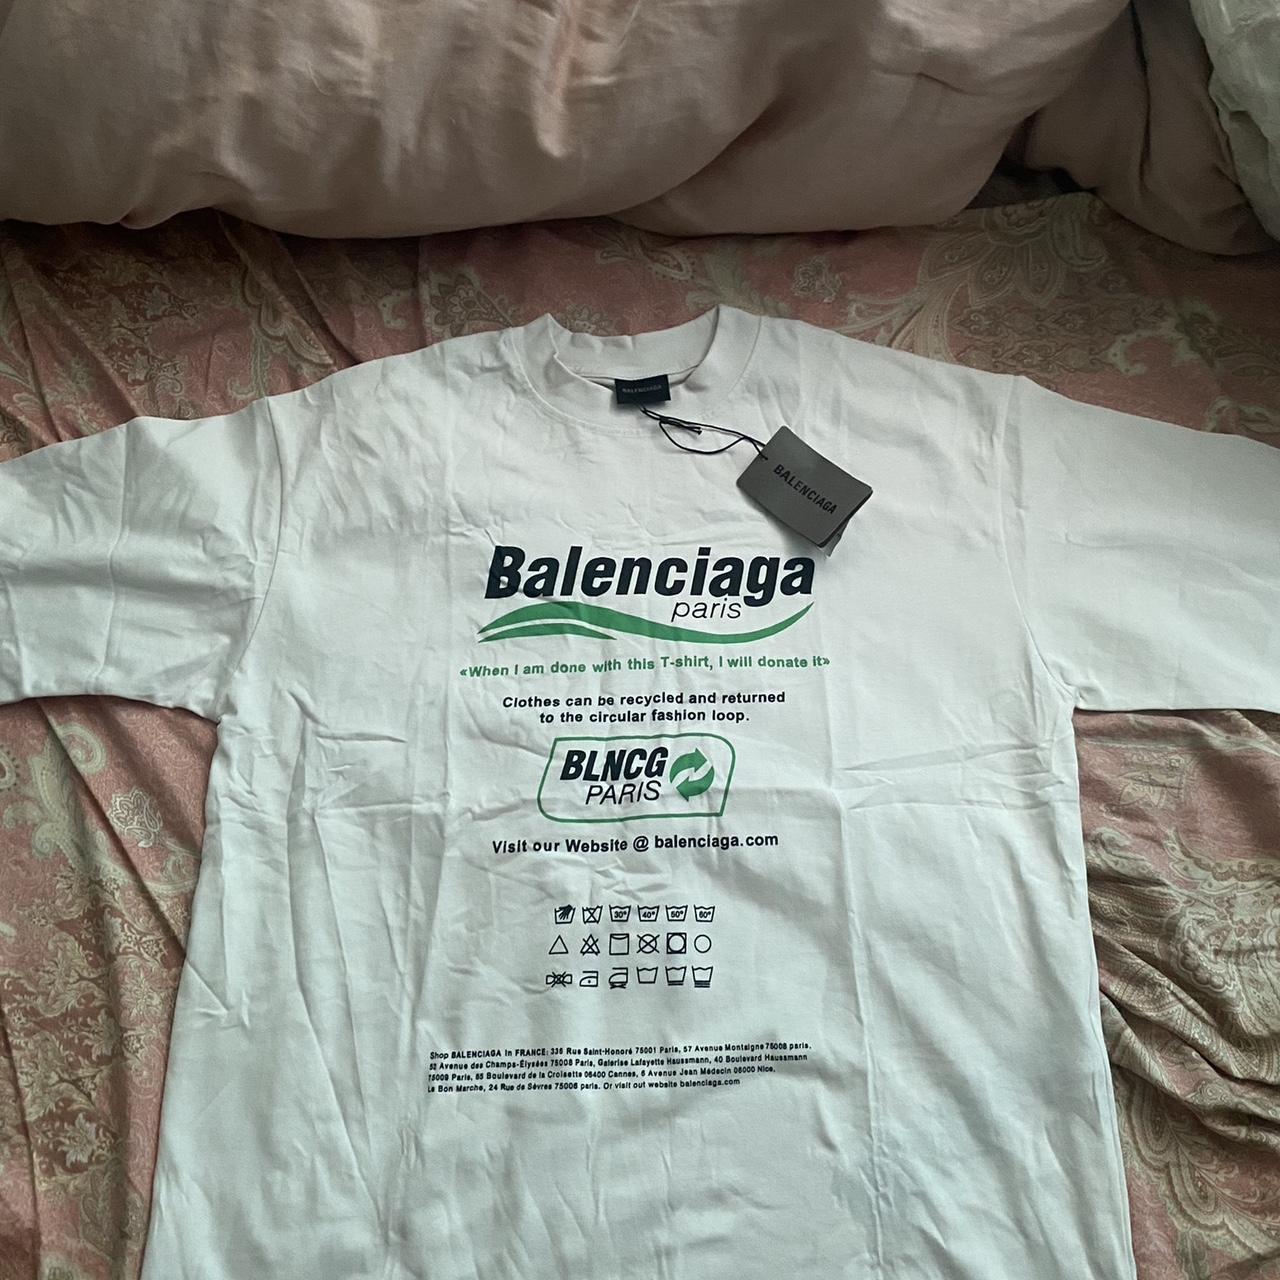 BALENCIAGA
BALENCIAGA
Balenciaga
paris
«When I am done with this T-shirt, I will donate it»
Clothes can be recycled and returned
to the circular fashion loop.
BLNCG
PARIS
Visit our Website @ balenciaga.com
30° 40° 50° 60°
Shop BALENCIAGA in FRANCE: 336 Rue Saint-Honoré 75001 Paris, 57 Avenue Montaigne 75008 paris,
52 Avenue des Champs-Élysées 75008 Paris, Galerise Lafayette Haussmann, 40 Boulevard Haussmann
75009 Paris, 55 Boulevard de la Croisette 06400 Cannes, 6 Avenue Jean Médecin 06000 Nice,
Le Bon Marche, 24 Rue de Sèvres 75006 paris. Or visit out website balenciaga.com